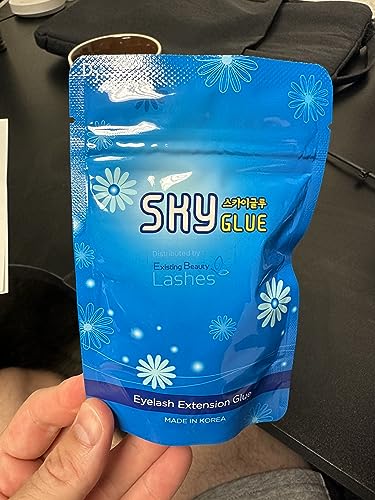 SKY
스카이글루
GLUE
Distributed by
Existing Beauty
Lashes
Eyelash Extension Glue
MADE IN KOREA